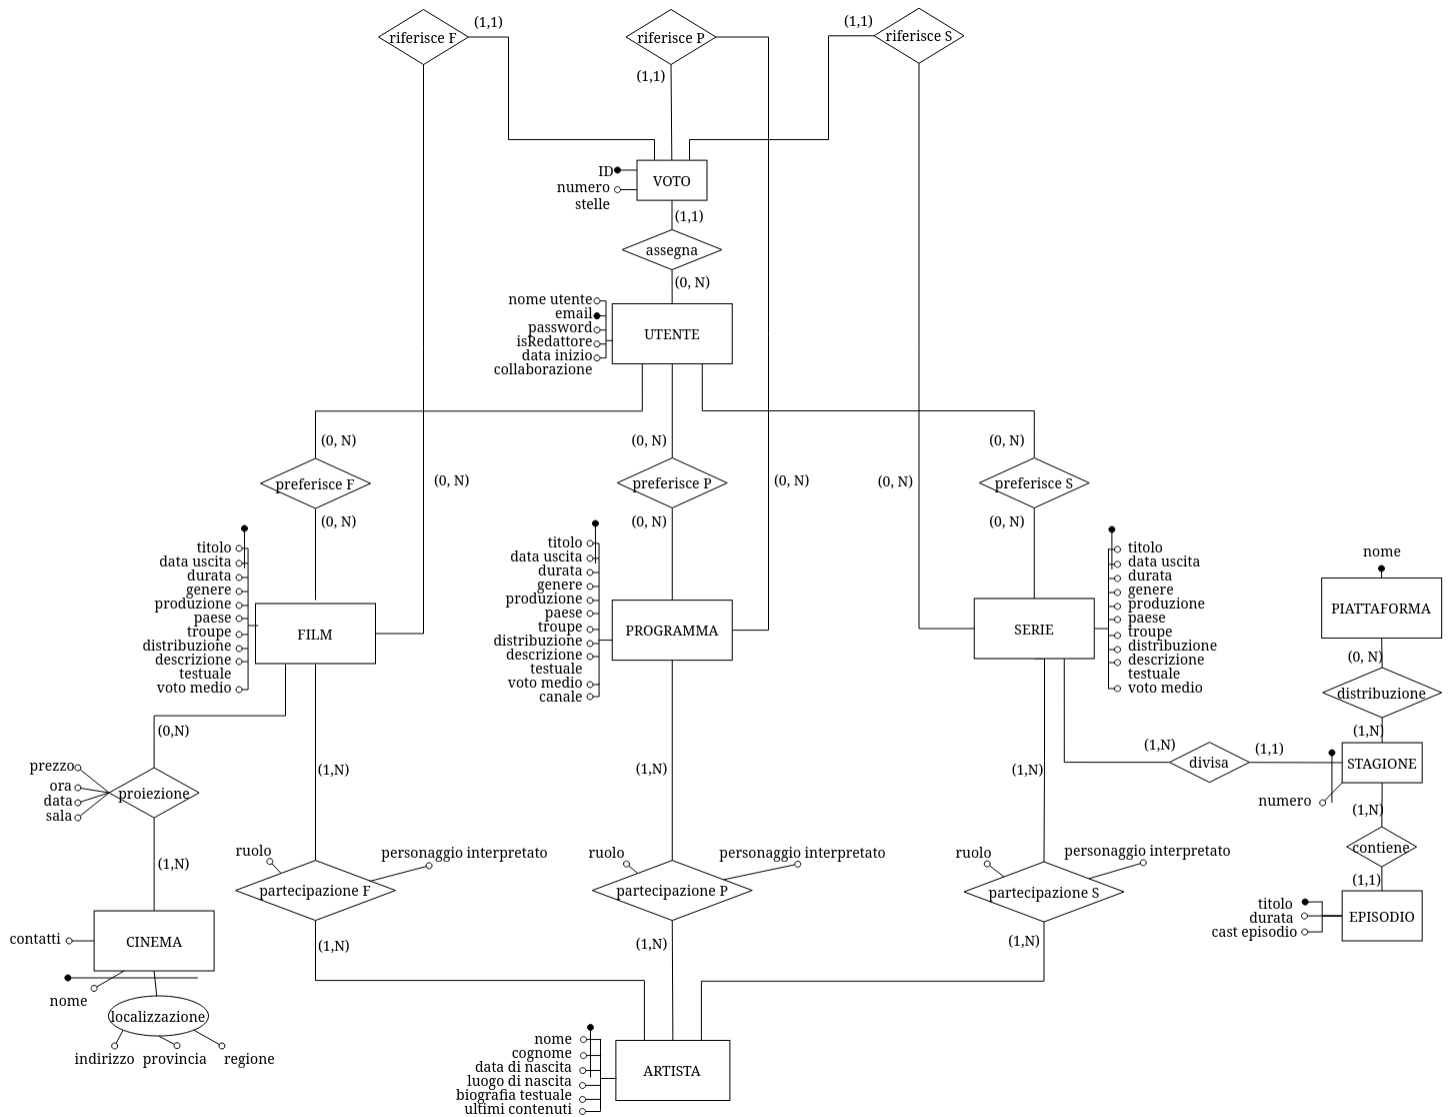 (1,1)
riferisce F
riferisce P
(1,1)
riferisce S
(1,1)
ID
numero
stelle
VOTO
(1,1)
assegna
(0, N)
nome utente
email
password
isRedattore
data inizio
collaborazione
UTENTE
(0, N)
(0, N)
(0, N)
preferisce F
preferisce P
preferisce S
(0, N)
(0, N)
(0, N)
(0, N)
(0, N)
(0, N)
titolo
data uscita
durata
genere
produzione
paese
troupe
distribuzione
descrizione
testuale
voto medio
FILM
titolo
data uscita
durata
genere
produzione
paese
troupe
distribuzione
descrizione
testuale
voto medio
canale
PROGRAMMA
SERIE
titolo
data uscita
durata
genere
produzione
paese
troupe
distribuzione
descrizione
testuale
voto medio
nome
PIATTAFORMA
(0, N)
distribuzione
(1,N)
STAGIONE
numero
(1,N)
divisa
(1,1)
(1,N)
contiene
(1,1)
titolo
durata
cast episodio
EPISODIO
(0,N)
prezzo
ora
data
sala
proiezione
(1,N)
CINEMA
contatti
nome
localizzazione
indirizzo
provincia
regione
(1,N)
(1,N)
(1,N)
ruolo
personaggio interpretato
partecipazione F
ruolo
personaggio interpretato
partecipazione P
ruolo
personaggio interpretato
partecipazione S
(1,N)
(1,N)
(1,N)
nome
cognome
data di nascita
luogo di nascita
biografia testuale
ultimi contenuti
ARTISTA